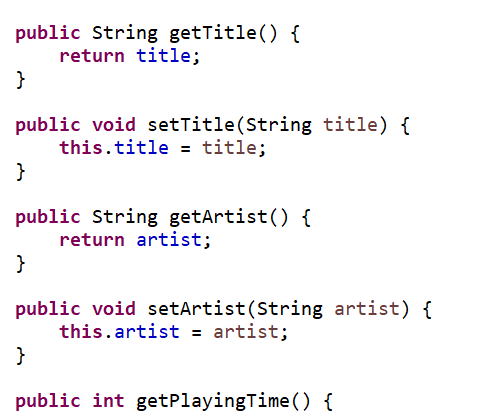 public String getTitle() {
    return title;
}
public void setTitle(String title) {
    this.title = title;
}
public String getArtist() {
    return artist;
}
public void setArtist(String artist) {
    this.artist = artist;
}
public int getPlayingTime() {